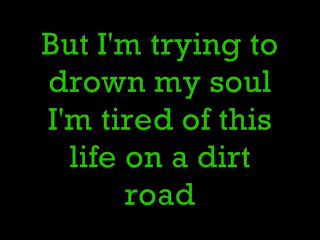 But I'm trying to
drown my soul
I'm tired of this
life on a dirt
road